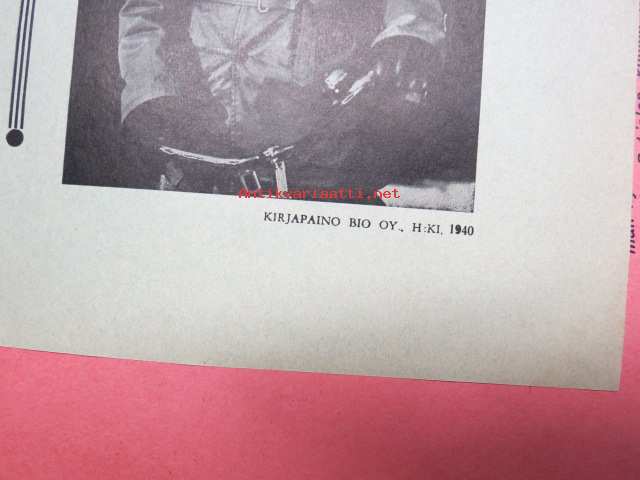 Antikvariaatti.net
KIRJAPAINO BIO OY., H:KI. 1940